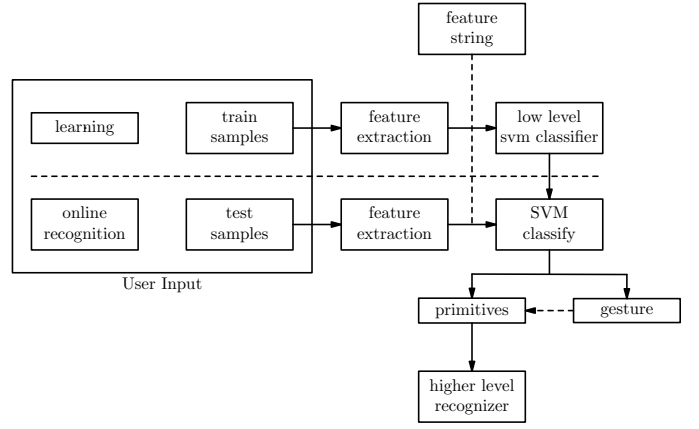 feature
string
learning
train
samples
feature
extraction
low level
svm classifier
online
recognition
test
samples
feature
extraction
SVM
classify
User Input
primitives
gesture
higher level
recognizer